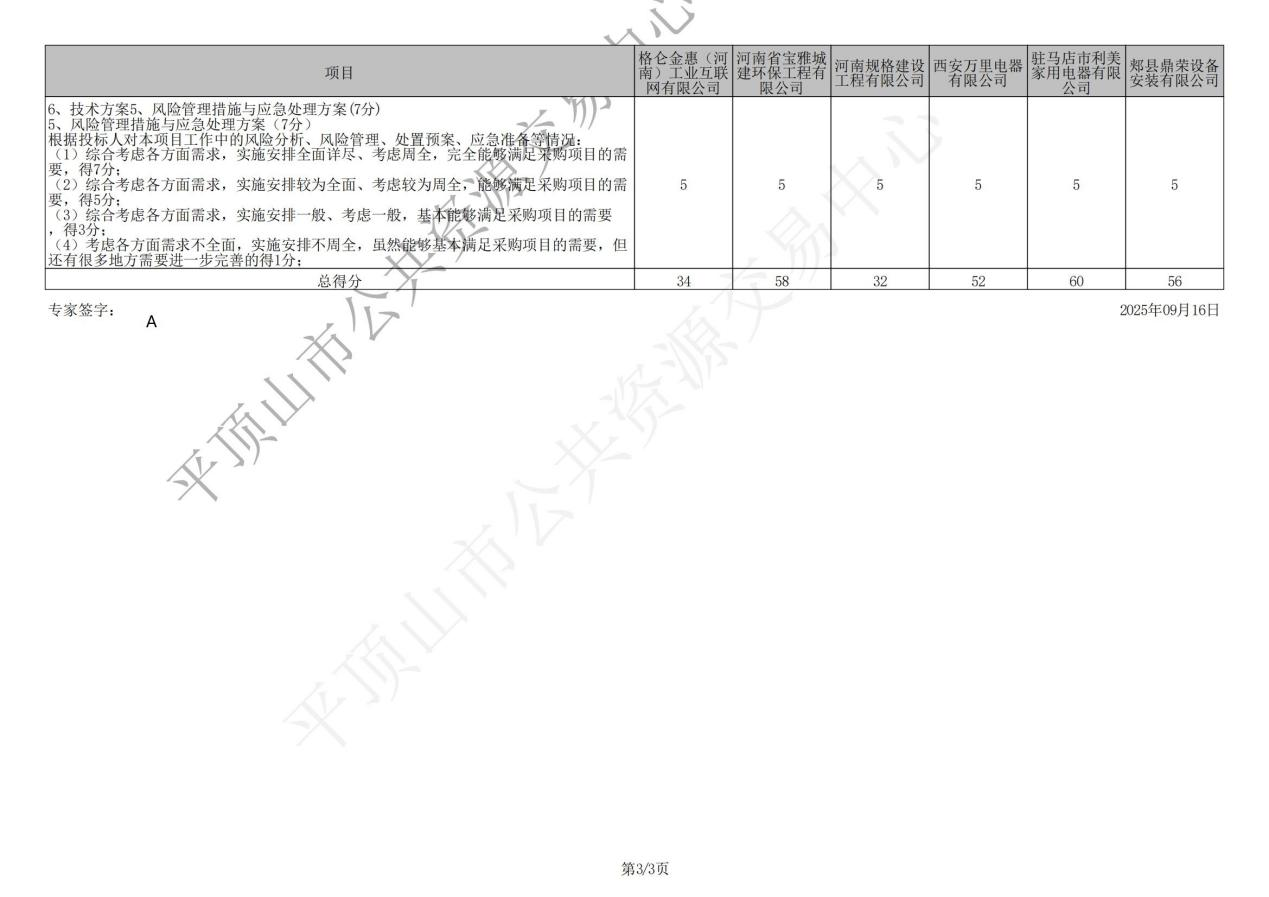 项目
格仑金惠（河
南）工业互联
网有限公司
河南省宝雅城
建环保工程有
限公司
河南规格建设
工程有限公司
西安万里电器
有限公司
驻马店市利美
家用电器有限
公司
郏县鼎荣设备
安装有限公司
6、技术方案5、风险管理措施与应急处理方案(7分)
5、风险管理措施与应急处理方案（7分）
根据投标人对本项目工作中的风险分析、风险管理、处置预案、应急准备等情况：
（1）综合考虑各方面需求，实施安排全面详尽、考虑周全，完全能够满足采购项目的需
要，得7分；
（2）综合考虑各方面需求，实施安排较为全面、考虑较为周全，能够满足采购项目的需
要，得5分；
（3）综合考虑各方面需求，实施安排一般、考虑一般，基本能够满足采购项目的需要
，得3分；
（4）考虑各方面需求不全面，实施安排不周全，虽然能够基本满足采购项目的需要，但
还有很多地方需要进一步完善的得1分；
5 5 5 5 5 5
总得分 34 58 32 52 60 56
专家签字： A 2025年09月16日
平顶山市公共资源交易中心
平顶山市公共资源交易中心
第3/3页